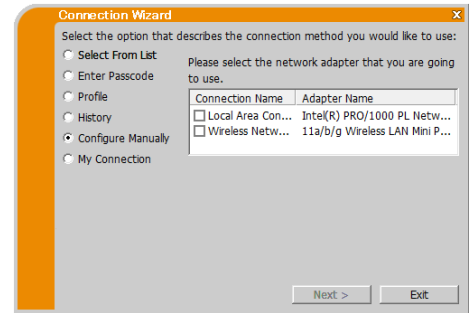 Connection Wizard
x
Select the option that describes the connection method you would like to use:
Select From List
Enter Passcode
Profile
History
Configure Manually
My Connection
Please select the network adapter that you are going
to use.
Connection Name Adapter Name
Local Area Con... Intel(R) PRO/1000 PL Netw...
Wireless Netw... 11a/b/g Wireless LAN Mini P...
Next > Exit